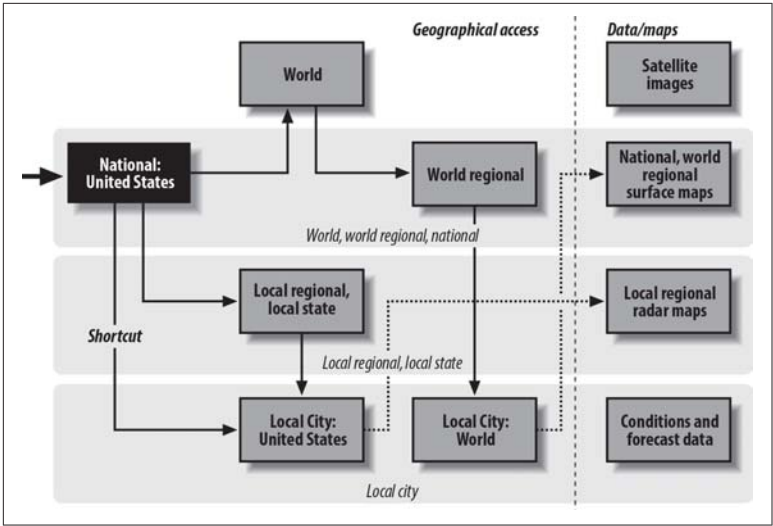 Geographical access
Data/maps
World
Satellite
images
National:
United States
World regional
National, world
regional
surface maps
World, world regional, national
Local regional,
local state
Local regional
radar maps
Shortcut
Local regional, local state
Local City:
United States
Local City:
World
Conditions and
forecast data
Local city